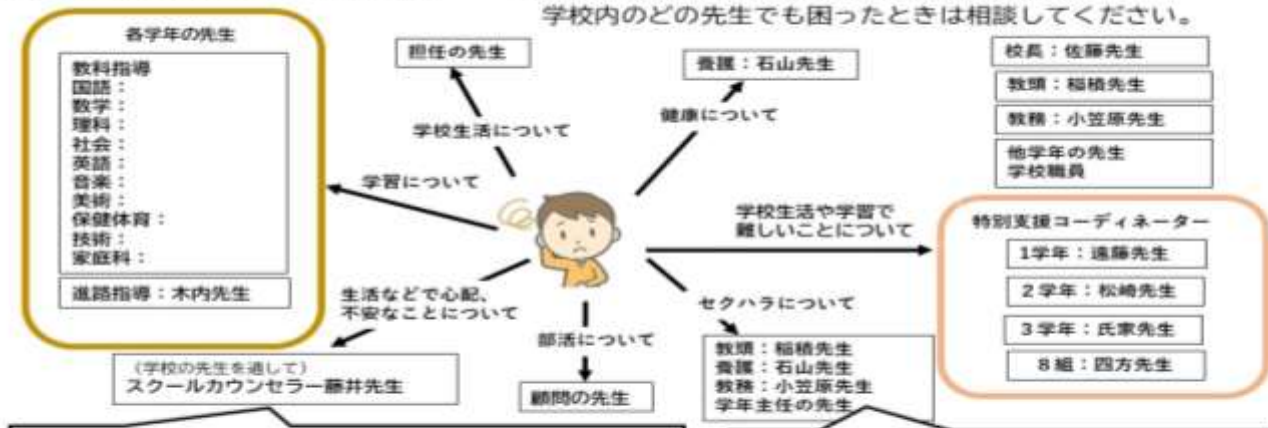 学校内のどの先生でも困ったときは相談してください。
各学年の先生
教科指導
国語：
数学：
理科：
社会：
英語：
音楽：
美術：
保健体育：
技術：
家庭科：
進路指導：木内先生
担任の先生
学校生活について
学習について
養護：石山先生
健康について
校長：佐藤先生
教頭：稲積先生
教務：小笠原先生
他学年の先生
学校職員
学校生活や学習で
難しいことについて
特別支援コーディネーター
1学年：遠藤先生
2学年：松崎先生
3学年：氏家先生
8組：四方先生
生活などで心配、
不安なことについて
(学校の先生を通して)
スクールカウンセラー藤井先生
部活について
顧問の先生
セクハラについて
教頭：稲積先生
養護：石山先生
教務：小笠原先生
学年主任の先生